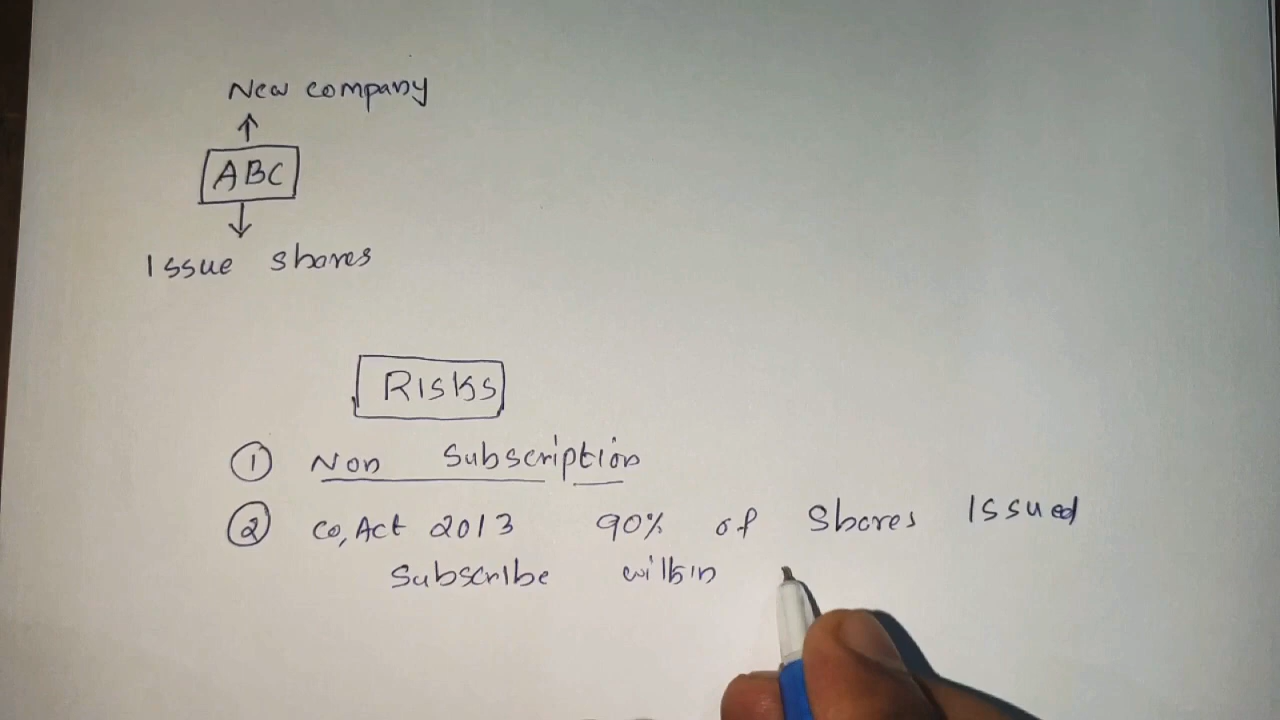 New company
ABC
Issue shares
Risks
1 Non Subscription
2 Co, Act 2013 90% of Shares Issued
Subscribe within